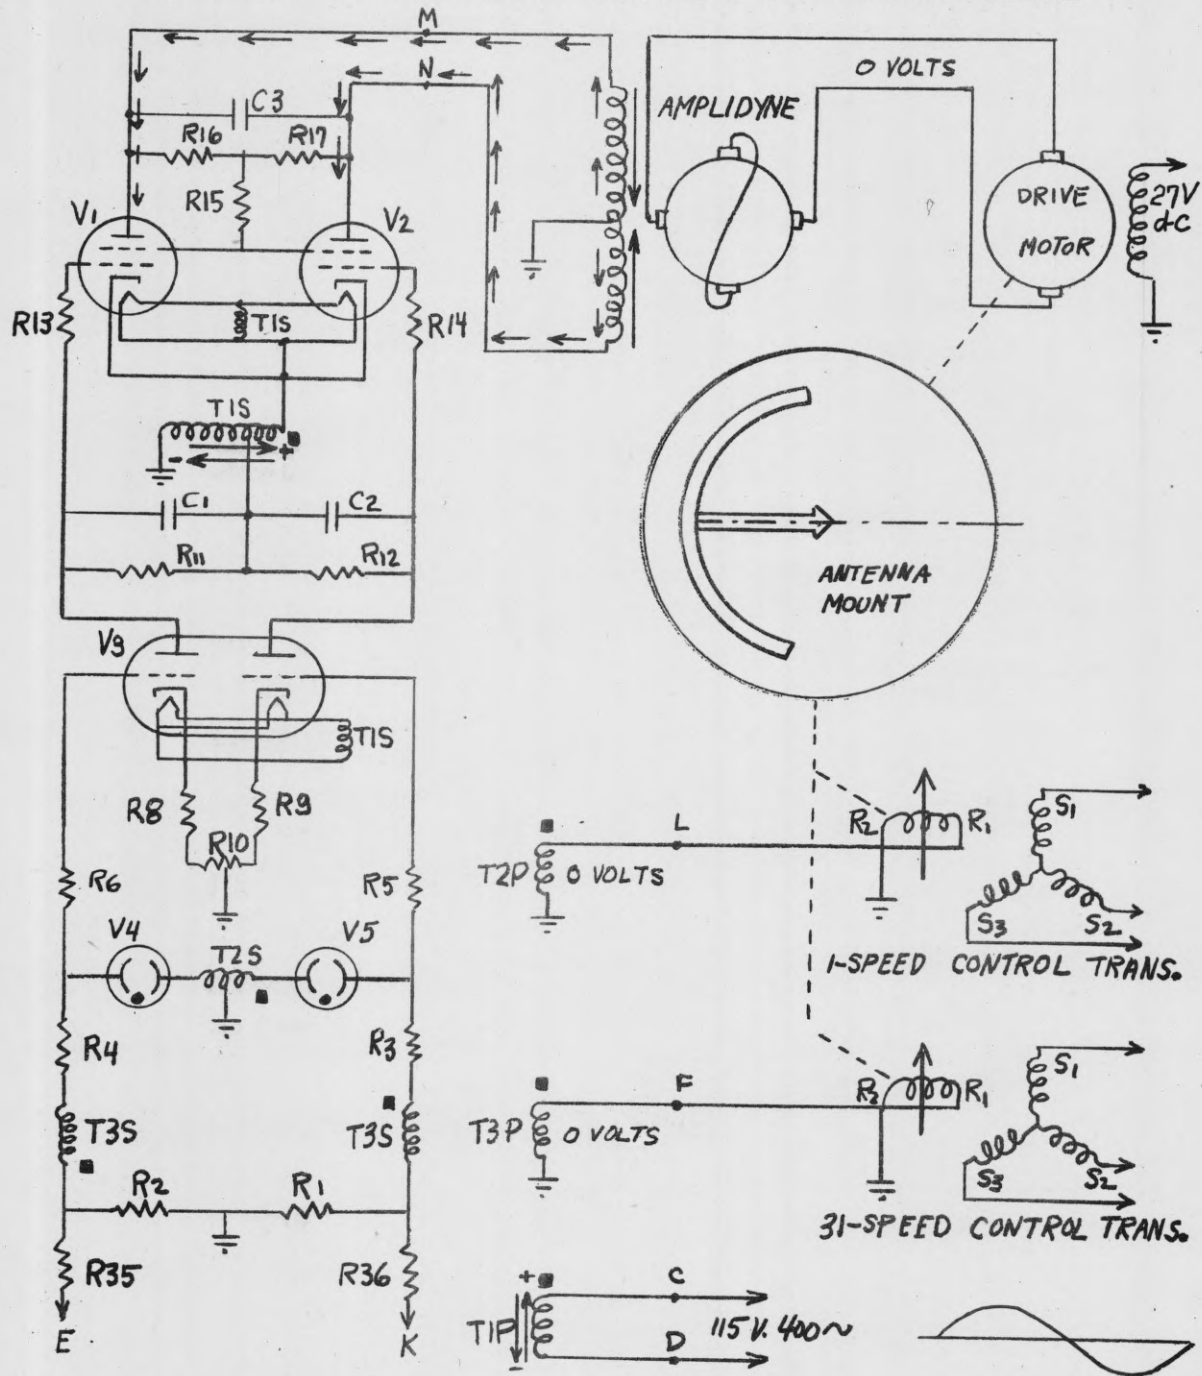 M
N
C3
R16
R17
R15
V1
V2
R13
T1S
R14
AMPLIDYNE
0 VOLTS
DRIVE
MOTOR
27V
d-c
T1S
+
-
C1
C2
R11
R12
ANTENNA
MOUNT
V3
T1S
R8
R9
R10
R6
R5
V4
T2S
V5
R4
R3
T3S
T3S
R2
R1
R35
R36
E
K
L
T2P
0 VOLTS
R2
R1
S1
S3
S2
1-SPEED CONTROL TRANS.
F
T3P
0 VOLTS
R2
R1
S1
S3
S2
31-SPEED CONTROL TRANS.
+
C
T1P
115 V. 400~
-
D